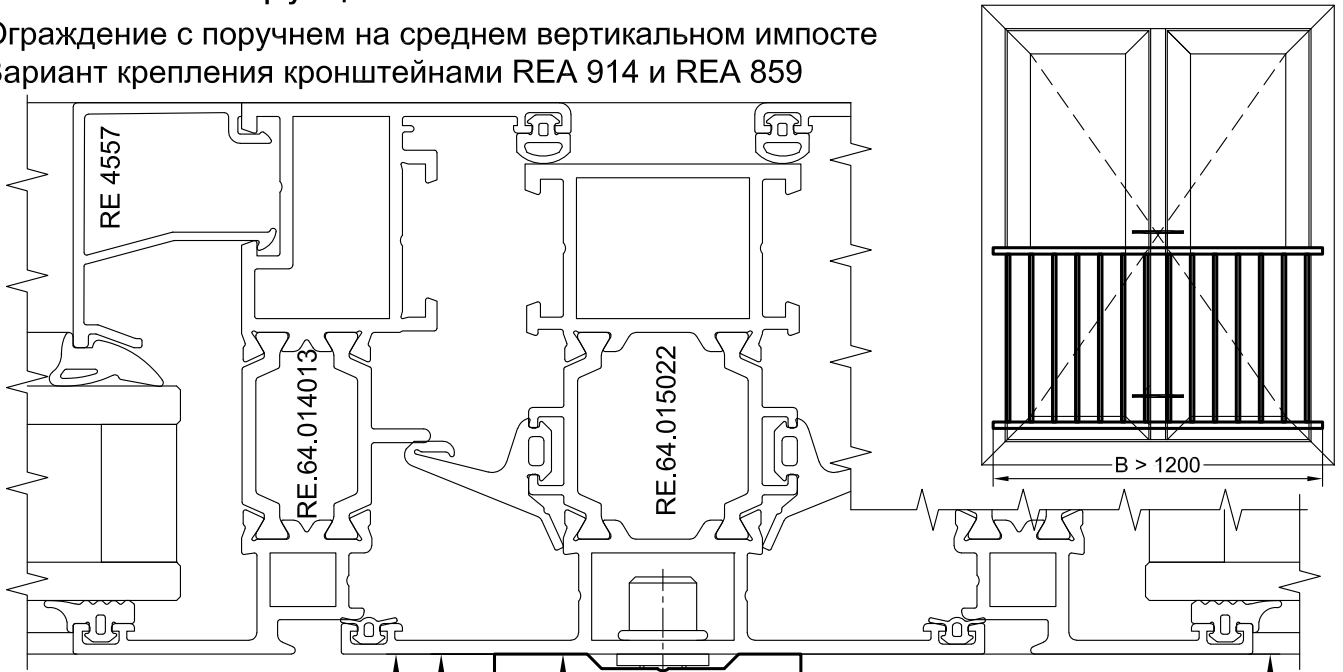 Ограждение с поручнем на среднем вертикальном импосте
Вариант крепления кронштейнами REA 914 и REA 859
RE 4557
RE.64.014013
RE.64.015022
B > 1200